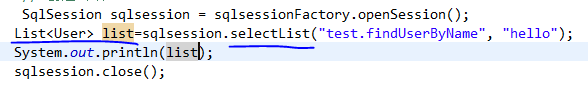 SqlSession sqlsession = sqlsessionFactory.openSession();
List<User> list=sqlsession.selectList("test.findUserByName", "hello");
System.out.println(list);
sqlsession.close();